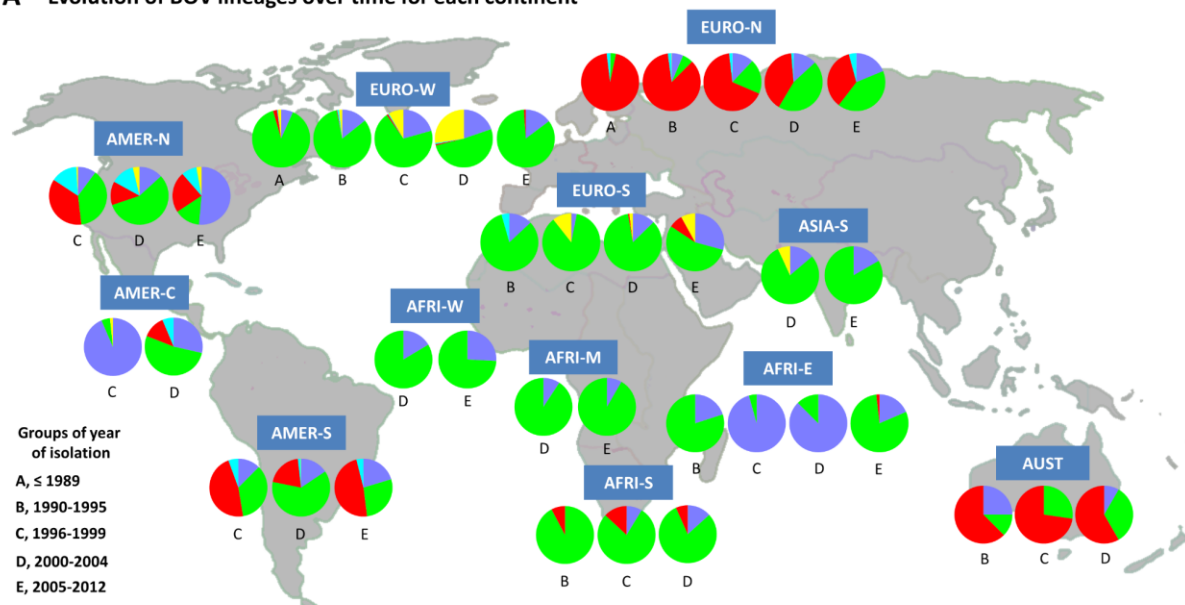 A Evolution of BDV lineages over time for each continent
EURO-N
A B C D E
EURO-W
A B C D E
AMER-N
C D E
EURO-S
B C D E
ASIA-S
D E
AMER-C
C D
AFRI-W
D E
AFRI-M
D E
AFRI-E
B C D E
AMER-S
C D E
AFRI-S
B C D
AUST
B C D
Groups of year
of isolation
A, ≤ 1989
B, 1990-1995
C, 1996-1999
D, 2000-2004
E, 2005-2012